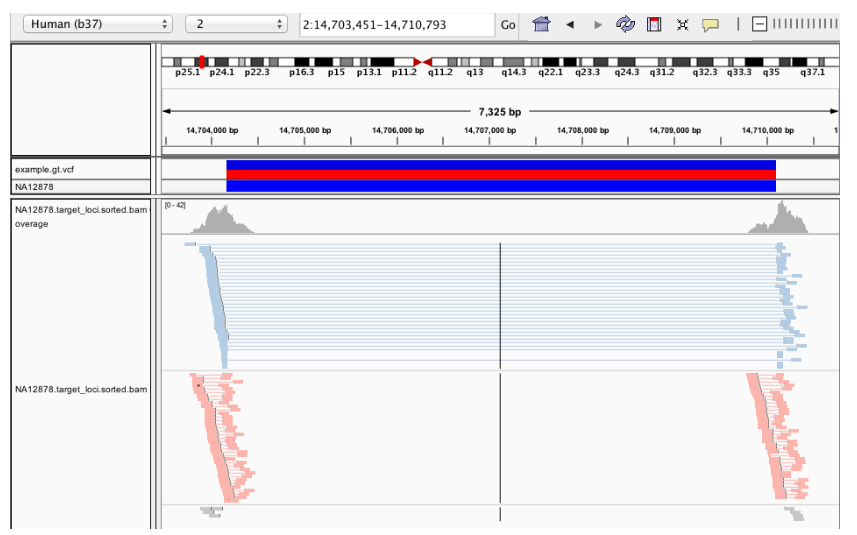 Human (b37) 2 2:14,703,451-14,710,793 Go
p25.1 p24.1 p22.3 p16.3 p15 p13.1 p11.2 q11.2 q13 q14.3 q22.1 q23.3 q24.3 q31.2 q32.3 q33.3 q35 q37.1
7,325 bp
14,704,000 bp 14,705,000 bp 14,706,000 bp 14,707,000 bp 14,708,000 bp 14,709,000 bp 14,710,000 bp 1
example.gt.vcf
NA12878
NA12878.target_loci.sorted.bam
overage
[0 - 42]
NA12878.target_loci.sorted.bam